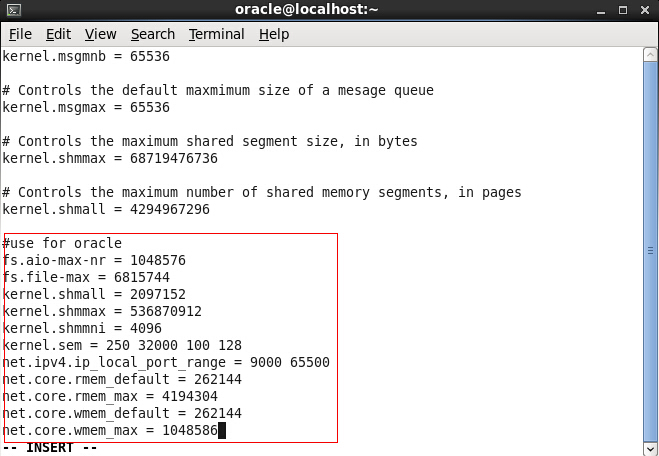 oracle@localhost:~
File Edit View Search Terminal Help
kernel.msgmnb = 65536
# Controls the default maxmimum size of a mesage queue
kernel.msgmax = 65536
# Controls the maximum shared segment size, in bytes
kernel.shmmax = 68719476736
# Controls the maximum number of shared memory segments, in pages
kernel.shmall = 4294967296
#use for oracle
fs.aio-max-nr = 1048576
fs.file-max = 6815744
kernel.shmall = 2097152
kernel.shmmax = 536870912
kernel.shmmni = 4096
kernel.sem = 250 32000 100 128
net.ipv4.ip_local_port_range = 9000 65500
net.core.rmem_default = 262144
net.core.rmem_max = 4194304
net.core.wmem_default = 262144
net.core.wmem_max = 1048586
-- INSERT --